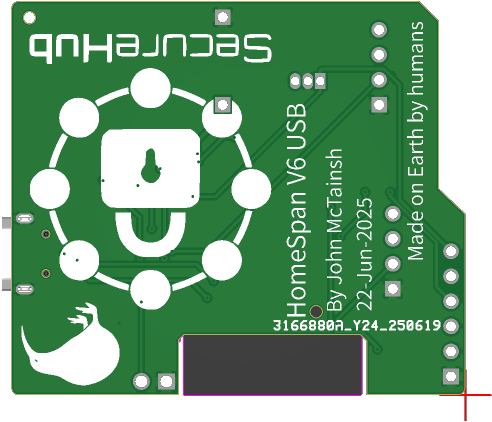 SecureHub
HomeSpan V6 USB
By John McTainsh
22-Jun-2025
Made on Earth by humans
3166880A_Y24_250619